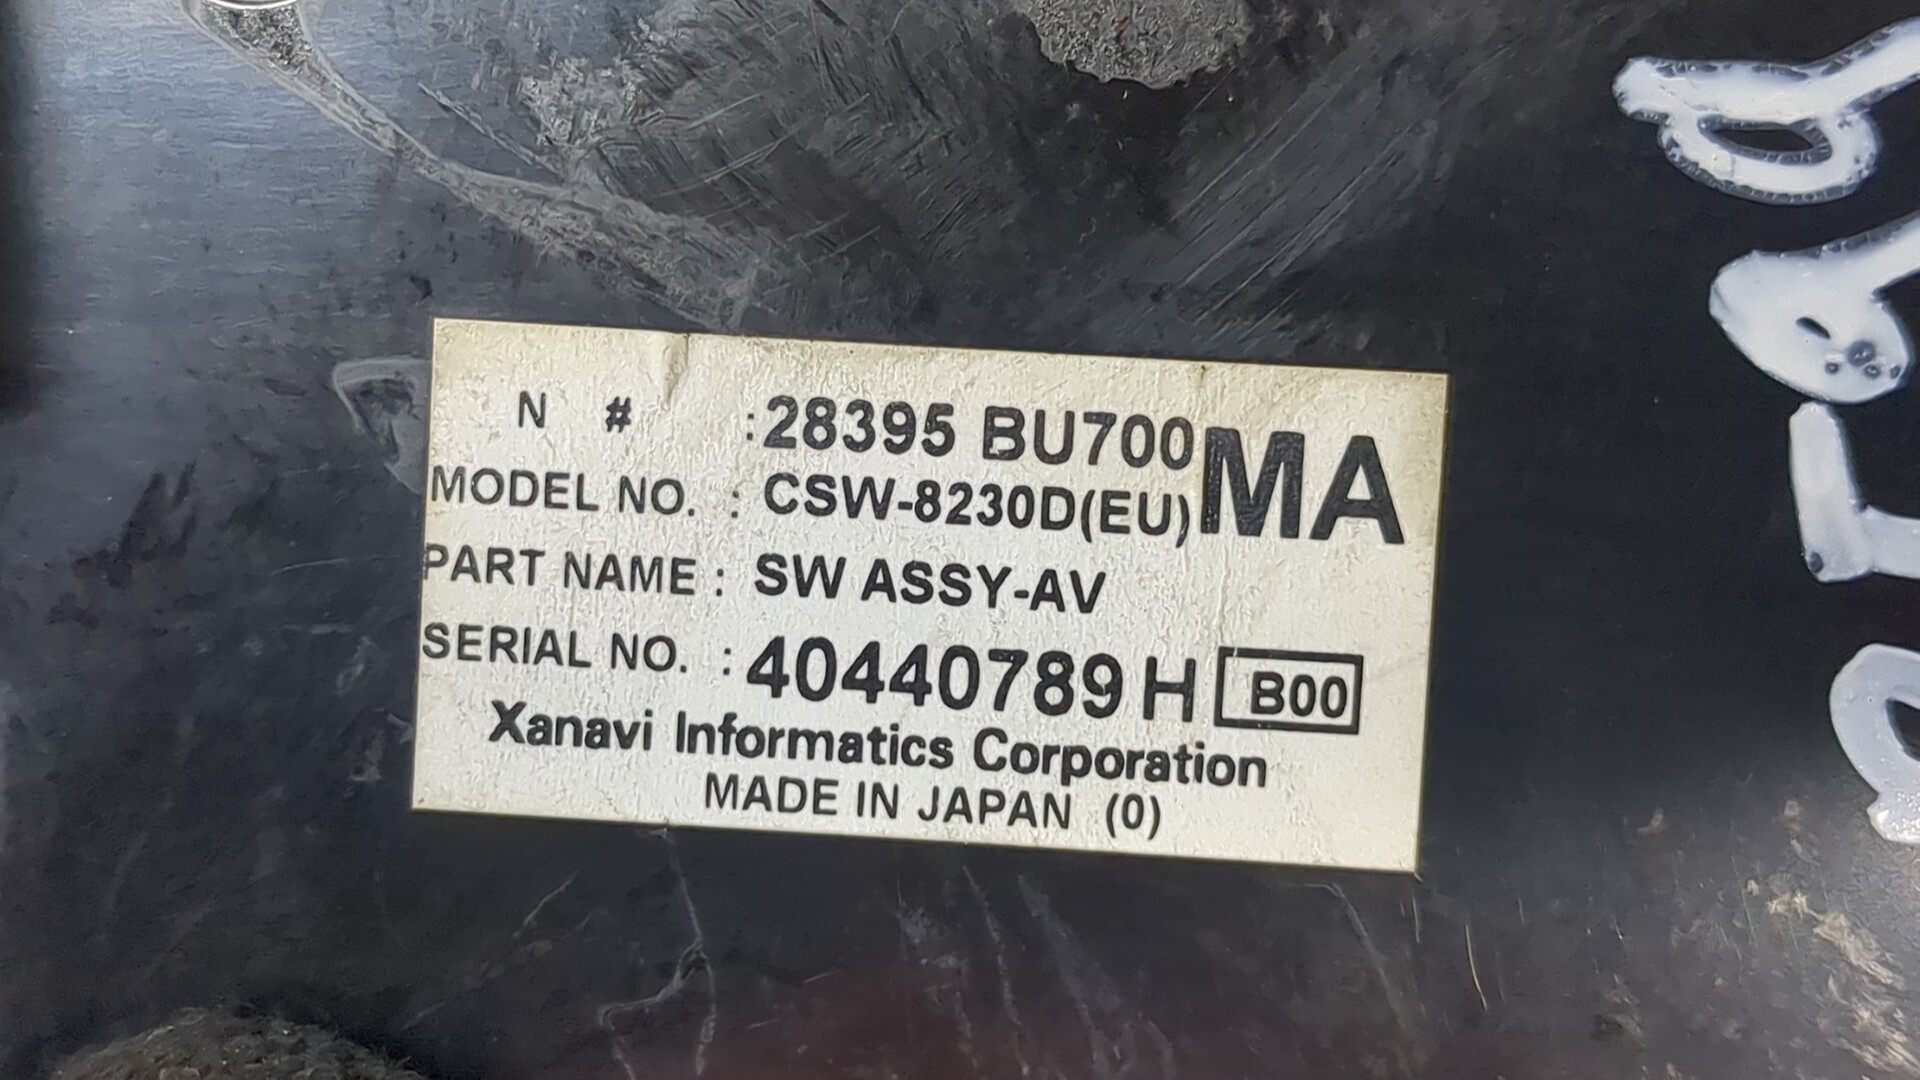 N # : 28395 BU700 MA
MODEL NO. : CSW-8230D(EU)
PART NAME : SW ASSY-AV
SERIAL NO. : 40440789 H B00
Xanavi Informatics Corporation
MADE IN JAPAN (0)